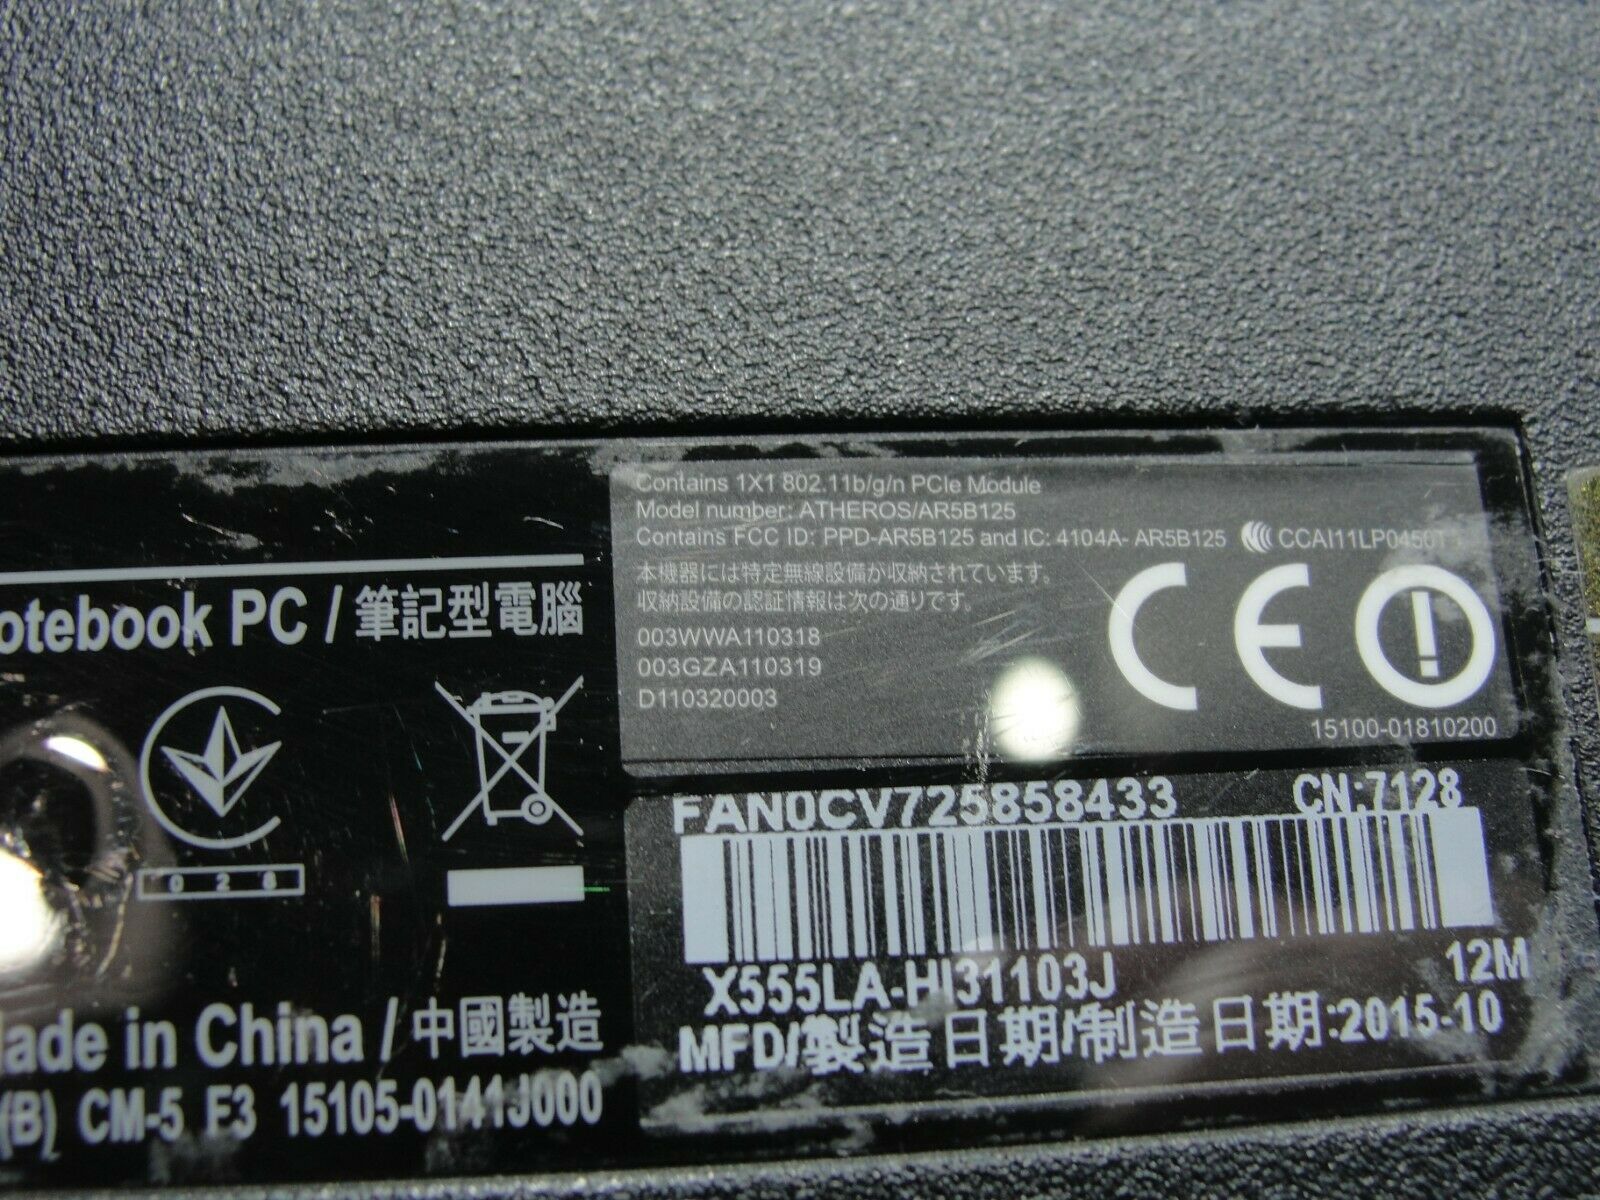 otebook PC / 筆記型電腦
0 2 6
ade in China / 中國製造
(B) CM-5 F3 15105-0141J000
Contains 1X1 802.11b/g/n PCIe Module
Model number: ATHEROS/AR5B125
Contains FCC ID: PPD-AR5B125 and IC: 4104A- AR5B125 CCAI11LP0450T
本機器には特定無線設備が収納されています。
収納設備の認証情報は次の通りです。
003WWA110318
003GZA110319
D110320003
CE
15100-01810200
FAN0CV725858433 CN:7128
X555LA-HI31103J 12M
MFD/製造日期/制造日期:2015-10